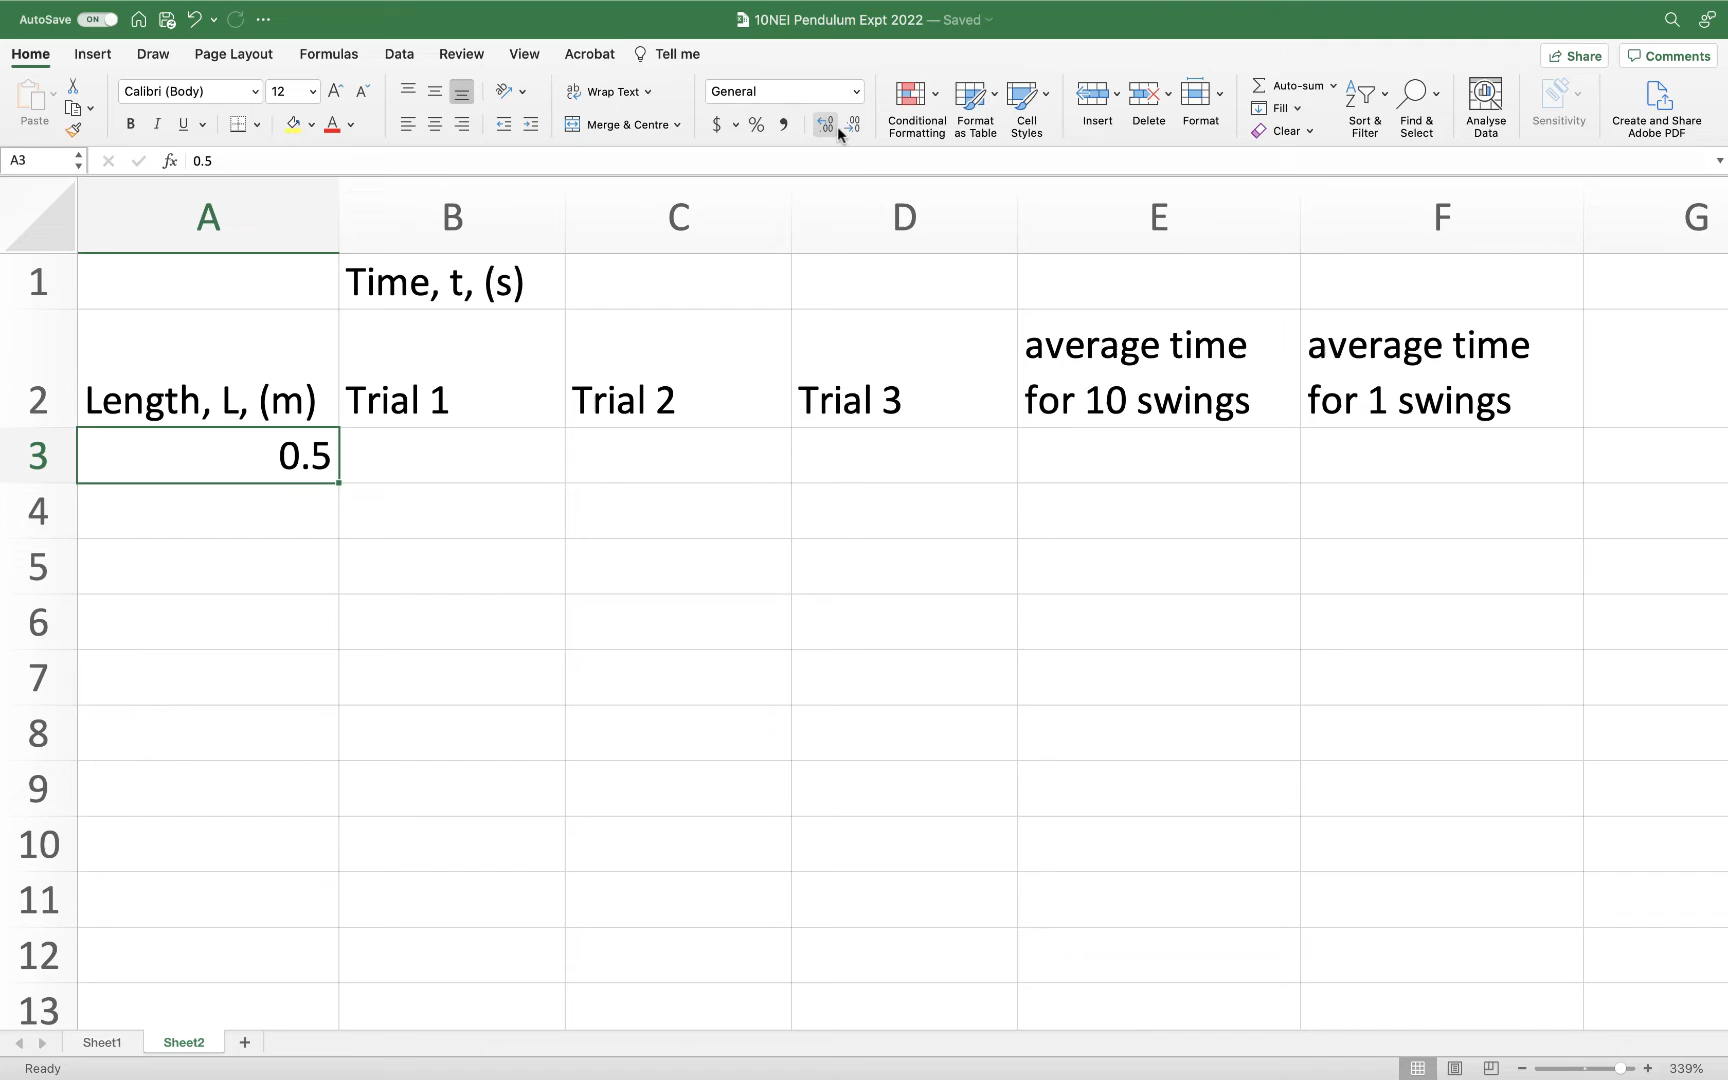 AutoSave ON 10NEI Pendulum Expt 2022 — Saved
Home Insert Draw Page Layout Formulas Data Review View Acrobat Tell me Share Comments
Paste Calibri (Body) 12 A A Wrap Text General Auto-sum
B I U A Merge & Centre $ % Conditional Formatting Format as Table Cell Styles Insert Delete Format Fill Clear Sort & Filter Find & Select Analyse Data Sensitivity Create and Share Adobe PDF
A3 fx 0.5
A B C D E F G
1 Time, t, (s)
average time average time
2 Length, L, (m) Trial 1 Trial 2 Trial 3 for 10 swings for 1 swings
3 0.5
4
5
6
7
8
9
10
11
12
13
Sheet1 Sheet2 +
Ready 339%